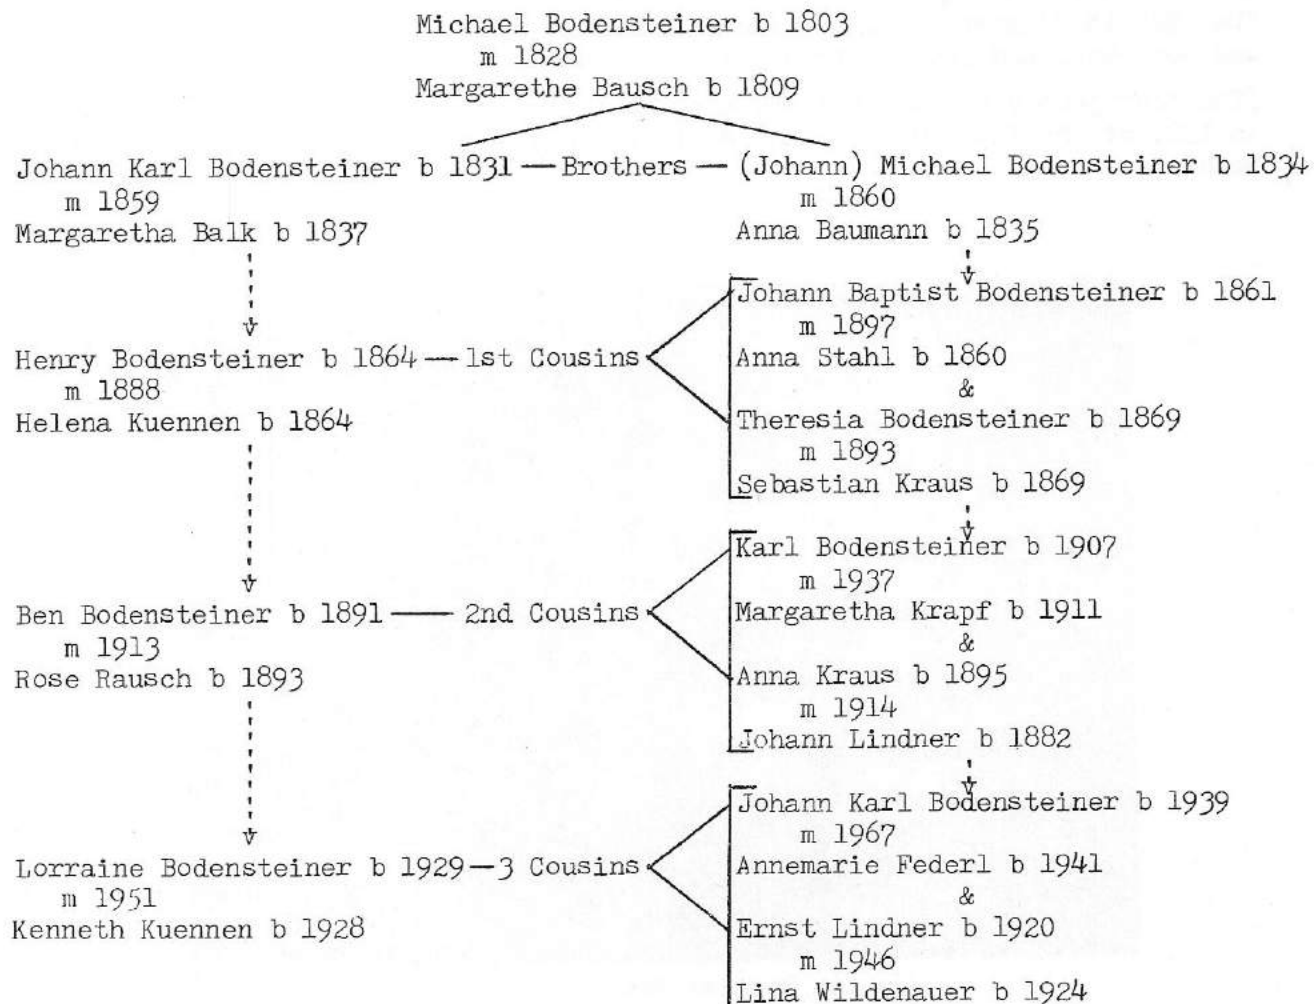 Michael Bodensteiner b 1803
m 1828
Margarethe Bausch b 1809
Johann Karl Bodensteiner b 1831 — Brothers — (Johann) Michael Bodensteiner b 1834
m 1859
m 1860
Margaretha Balk b 1837
Anna Baumann b 1835
Johann Baptist Bodensteiner b 1861
m 1897
Henry Bodensteiner b 1864 — 1st Cousins
Anna Stahl b 1860
m 1888
&
Helena Kuennen b 1864
Theresia Bodensteiner b 1869
m 1893
Sebastian Kraus b 1869
Karl Bodensteiner b 1907
m 1937
Ben Bodensteiner b 1891 — 2nd Cousins
Margaretha Krapf b 1911
m 1913
&
Rose Rausch b 1893
Anna Kraus b 1895
m 1914
Johann Lindner b 1882
Johann Karl Bodensteiner b 1939
m 1967
Lorraine Bodensteiner b 1929 — 3 Cousins
Annemarie Federl b 1941
m 1951
&
Kenneth Kuennen b 1928
Ernst Lindner b 1920
m 1946
Lina Wildenauer b 1924